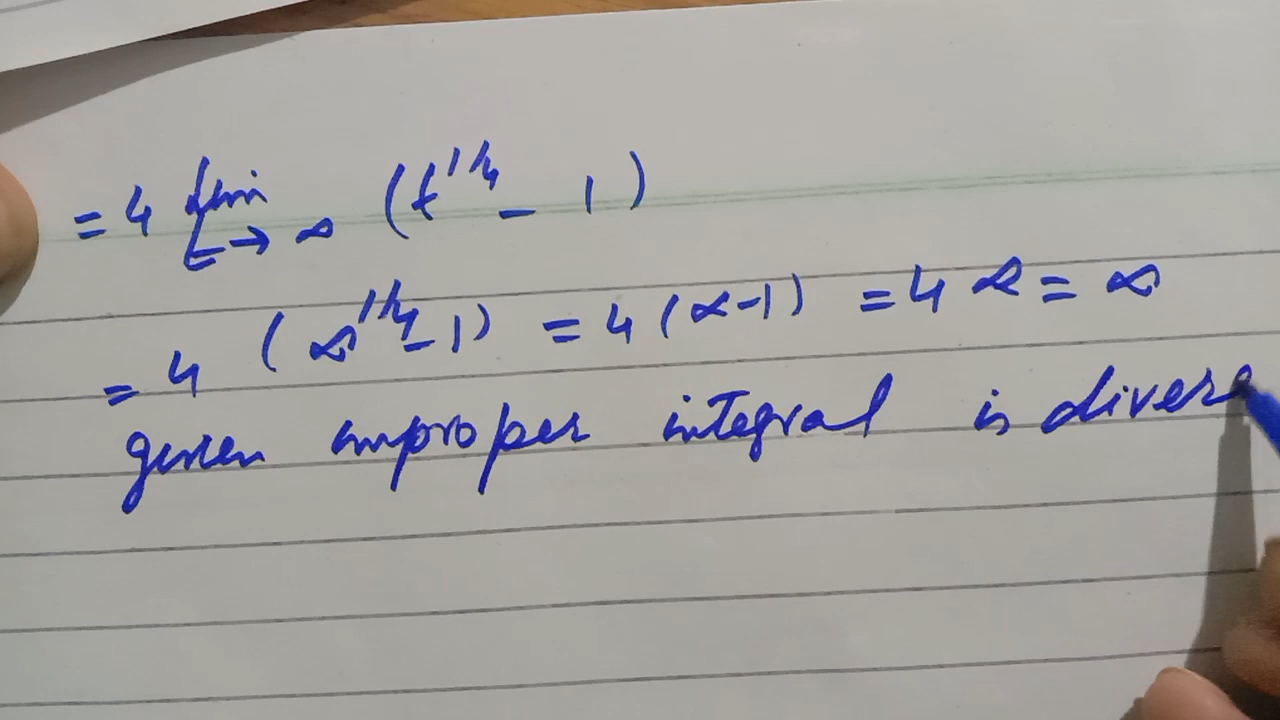 = 4 lim t→∞ (t^1/4 - 1)
= 4 (∞^1/4 - 1) = 4 (∞-1) = 4 ∞ = ∞
given improper integral is diverge